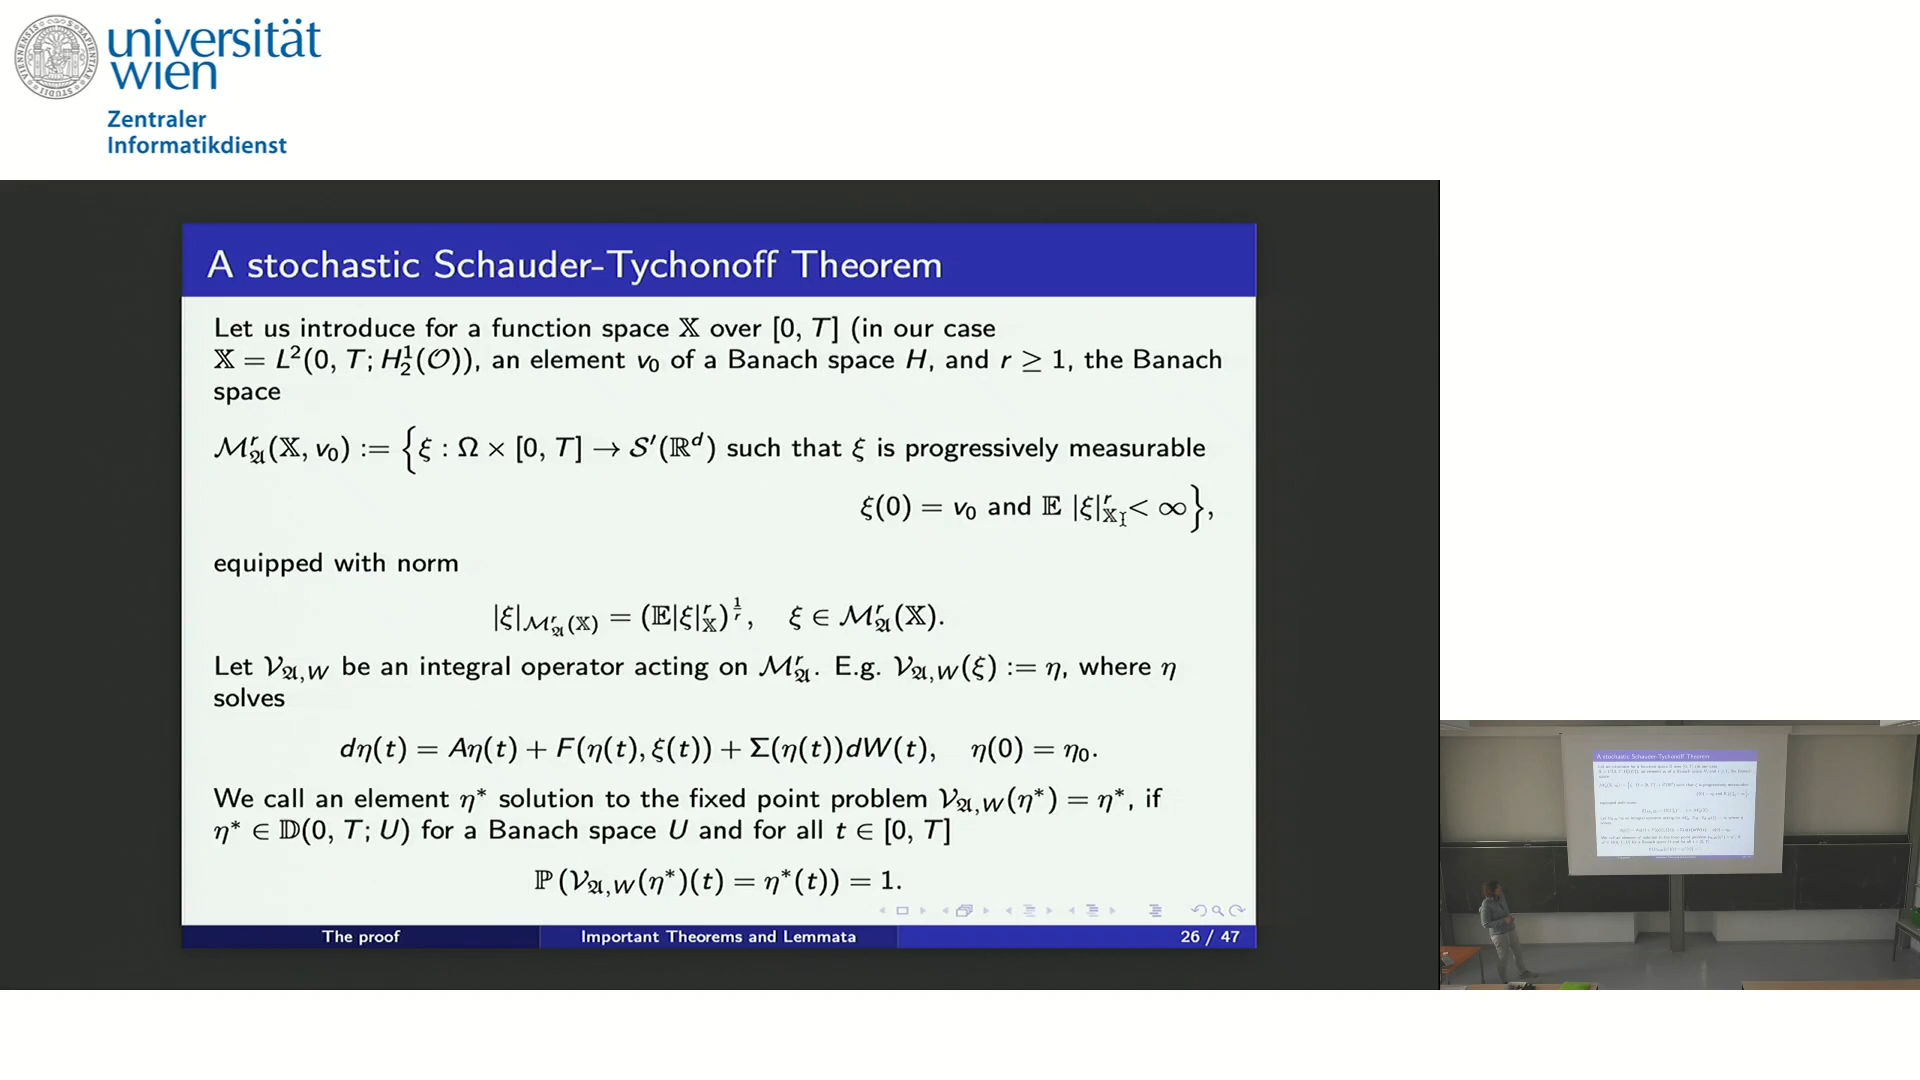 universität
wien
Zentraler
Informatikdienst
A stochastic Schauder-Tychonoff Theorem
Let us introduce for a function space 𝕏 over [0, T] (in our case
𝕏 = L²(0, T; H₂¹(𝒪)), an element v₀ of a Banach space H, and r ≥ 1, the Banach
space
ℳ^r_𝔄(𝕏, v₀) := {ξ : Ω × [0, T] → 𝒮′(ℝ^d) such that ξ is progressively measurable
ξ(0) = v₀ and 𝔼 |ξ|^r_𝕏 < ∞},
equipped with norm
|ξ|_{ℳ^r_𝔄(𝕏)} = (𝔼|ξ|^r_𝕏)^{1/r}, ξ ∈ ℳ^r_𝔄(𝕏).
Let 𝒱_{𝔄,W} be an integral operator acting on ℳ^r_𝔄. E.g. 𝒱_{𝔄,W}(ξ) := η, where η
solves
dη(t) = Aη(t) + F(η(t), ξ(t)) + Σ(η(t))dW(t), η(0) = η₀.
We call an element η* solution to the fixed point problem 𝒱_{𝔄,W}(η*) = η*, if
η* ∈ 𝔻(0, T; U) for a Banach space U and for all t ∈ [0, T]
ℙ (𝒱_{𝔄,W}(η*)(t) = η*(t)) = 1.
The proof
Important Theorems and Lemmata
26 / 47
A stochastic Schauder-Tychonoff Theorem